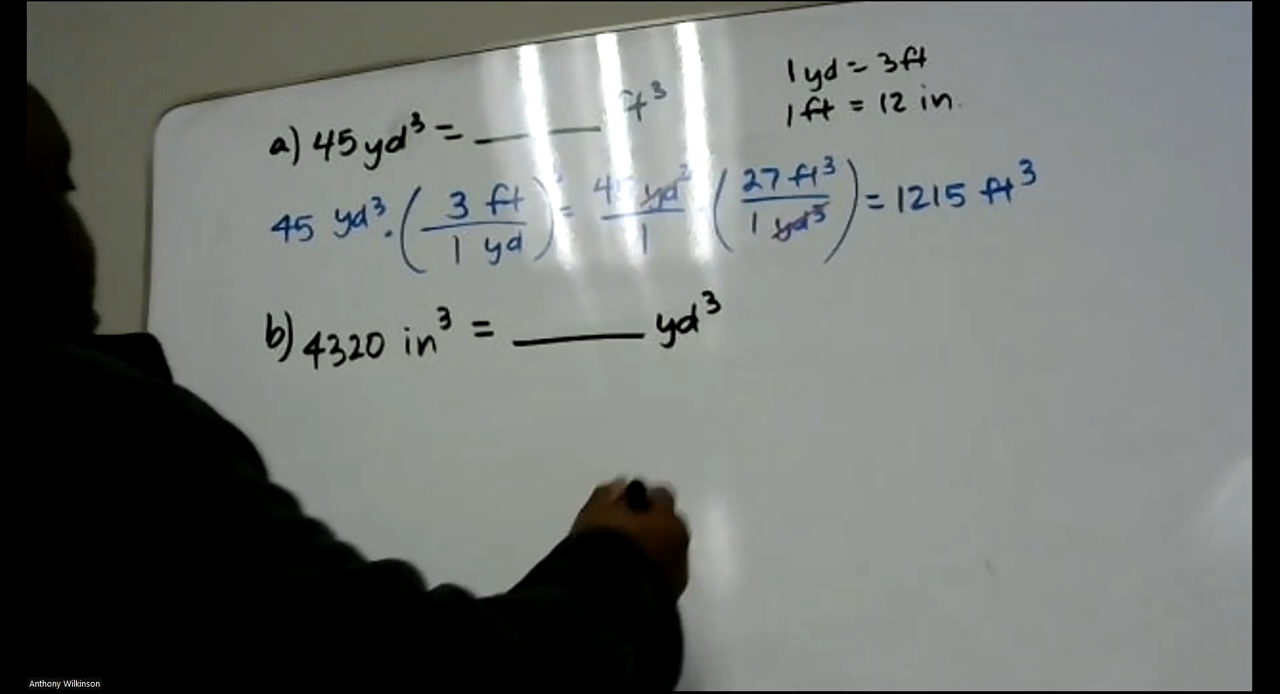 1 yd = 3 ft
1 ft = 12 in.
a) 45 yd³ = ______ ft³
45 yd³ · ( 3 ft / 1 yd )³ = 45 yd³ / 1 · ( 27 ft³ / 1 yd³ ) = 1215 ft³
b) 4320 in³ = ______ yd³
Anthony Wilkinson